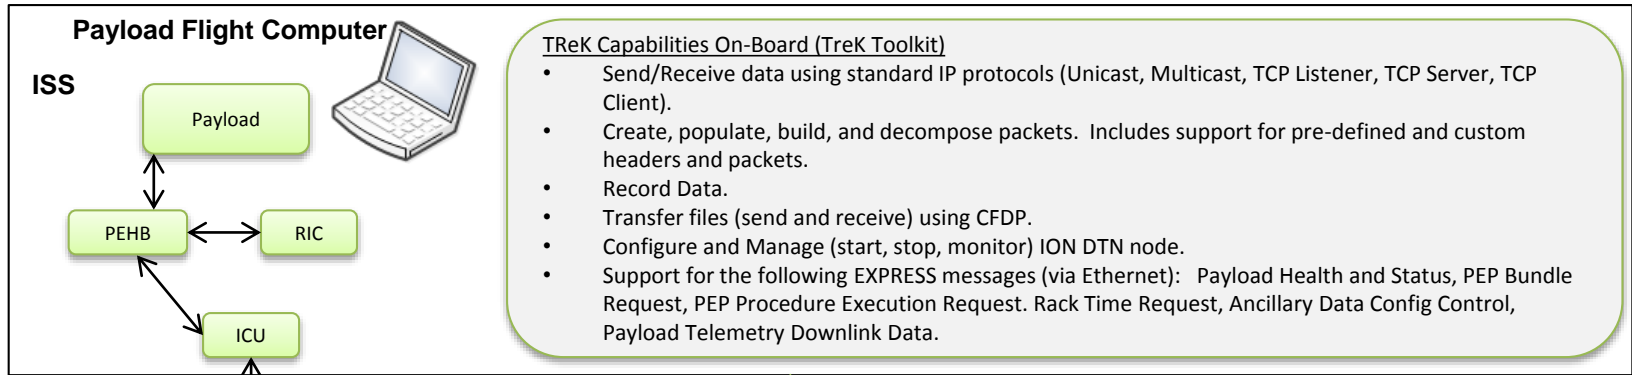 Payload Flight Computer
ISS
Payload
PEHB
RIC
ICU
TReK Capabilities On-Board (TreK Toolkit)
• Send/Receive data using standard IP protocols (Unicast, Multicast, TCP Listener, TCP Server, TCP
Client).
• Create, populate, build, and decompose packets.  Includes support for pre-defined and custom
headers and packets.
• Record Data.
• Transfer files (send and receive) using CFDP.
• Configure and Manage (start, stop, monitor) ION DTN node.
• Support for the following EXPRESS messages (via Ethernet):   Payload Health and Status, PEP Bundle
Request, PEP Procedure Execution Request. Rack Time Request, Ancillary Data Config Control,
Payload Telemetry Downlink Data.